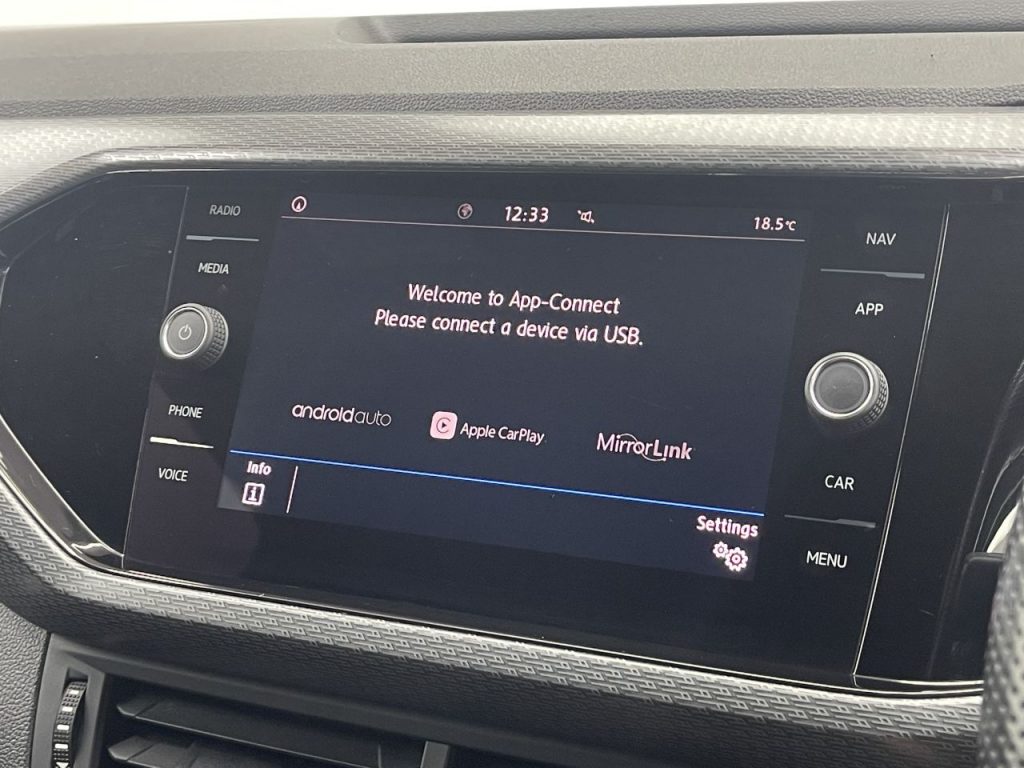 RADIO
MEDIA
PHONE
VOICE
12:33
18.5°C
Welcome to App-Connect
Please connect a device via USB.
androidauto
Apple CarPlay
MirrorLink
Info
i
Settings
NAV
APP
CAR
MENU